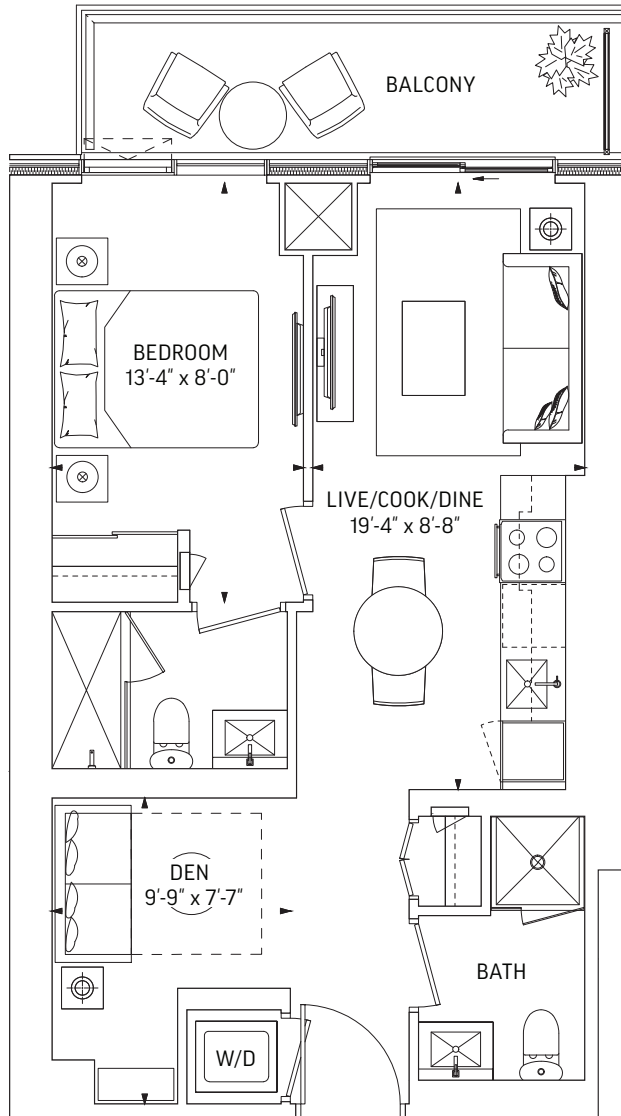 BALCONY
BEDROOM
13'-4" x 8'-0"
LIVE/COOK/DINE
19'-4" x 8'-8"
DEN
9'-9" x 7'-7"
BATH
W/D